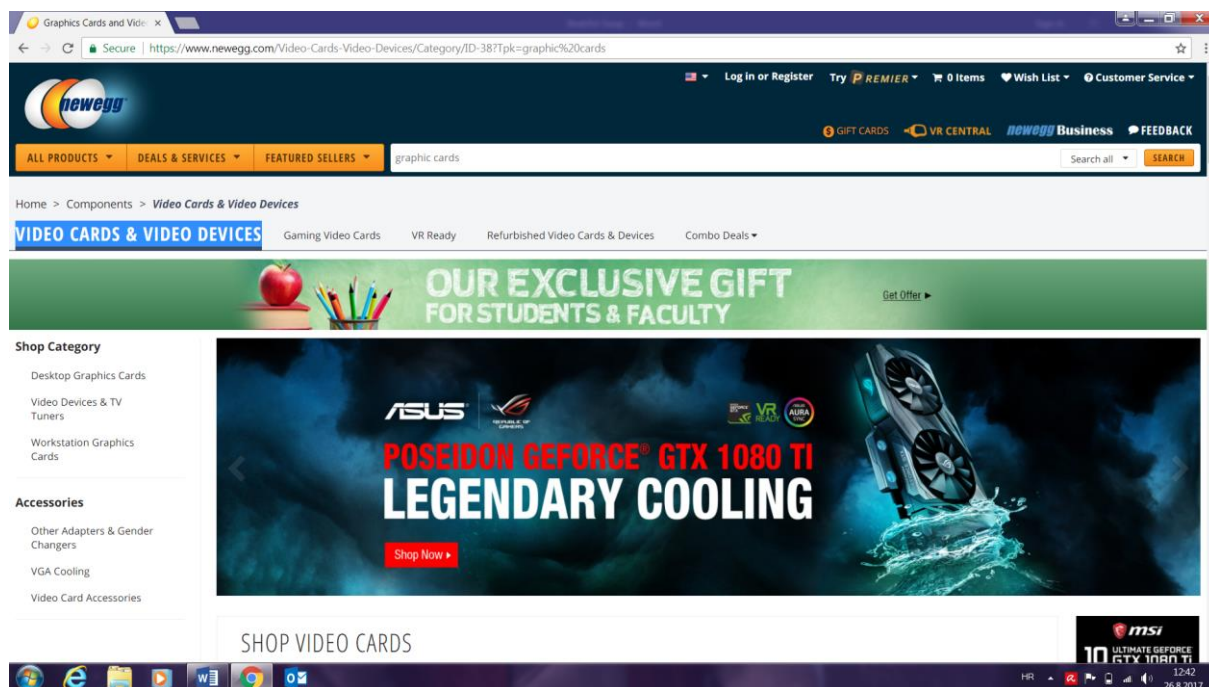 Graphics Cards and Vide
Secure | https://www.newegg.com/Video-Cards-Video-Devices/Category/ID-38?Tpk=graphic%20cards
newegg
Log in or Register Try PREMIER 0 Items Wish List Customer Service
GIFT CARDS VR CENTRAL newegg Business FEEDBACK
ALL PRODUCTS DEALS & SERVICES FEATURED SELLERS graphic cards Search all SEARCH
Home > Components > Video Cards & Video Devices
VIDEO CARDS & VIDEO DEVICES Gaming Video Cards VR Ready Refurbished Video Cards & Devices Combo Deals
OUR EXCLUSIVE GIFT
FOR STUDENTS & FACULTY
Get Offer
Shop Category
Desktop Graphics Cards
Video Devices & TV
Tuners
Workstation Graphics
Cards
Accessories
Other Adapters & Gender
Changers
VGA Cooling
Video Card Accessories
ASUS REPUBLIC OF GAMERS VR READY AURA SYNC
POSEIDON GEFORCE® GTX 1080 TI
LEGENDARY COOLING
Shop Now
SHOP VIDEO CARDS
msi
10 ULTIMATE GEFORCE
GTX 1080 Ti
HR 12:42
26.8.2017